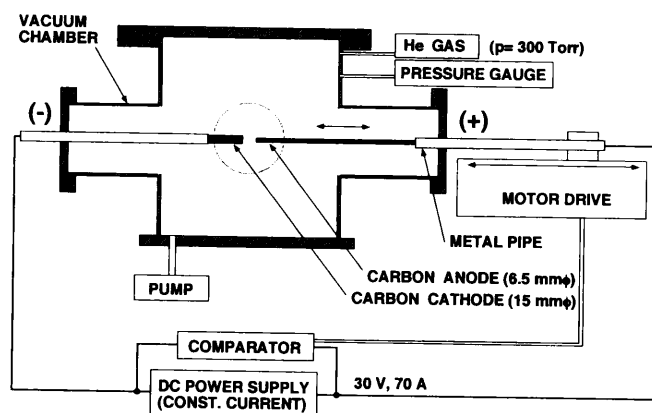 VACUUM
CHAMBER
He GAS (p= 300 Torr)
PRESSURE GAUGE
(-)
(+)
MOTOR DRIVE
METAL PIPE
CARBON ANODE (6.5 mmφ)
CARBON CATHODE (15 mmφ)
PUMP
COMPARATOR
DC POWER SUPPLY
(CONST. CURRENT)
30 V, 70 A